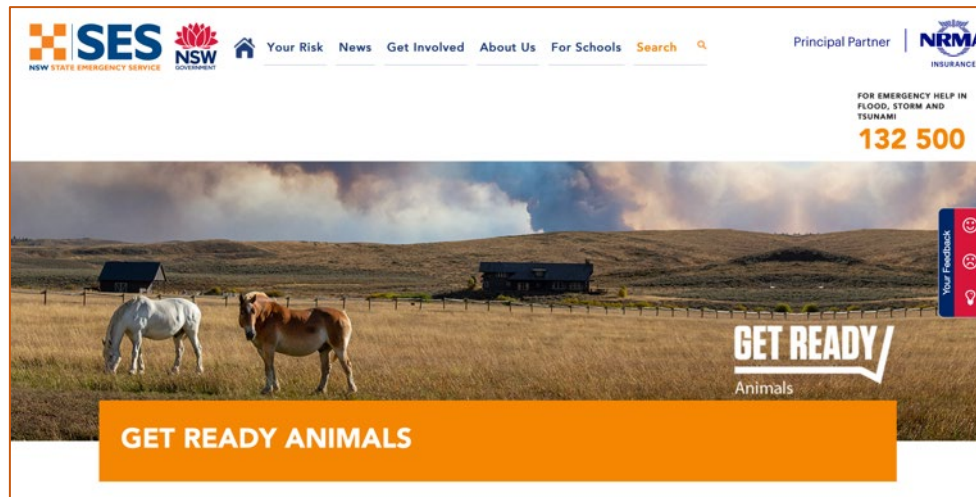 SES
NSW STATE EMERGENCY SERVICE
NSW
GOVERNMENT
Your Risk News Get Involved About Us For Schools Search
Principal Partner
NRMA
INSURANCE
FOR EMERGENCY HELP IN
FLOOD, STORM AND
TSUNAMI
132 500
Your Feedback
GET READY
Animals
GET READY ANIMALS